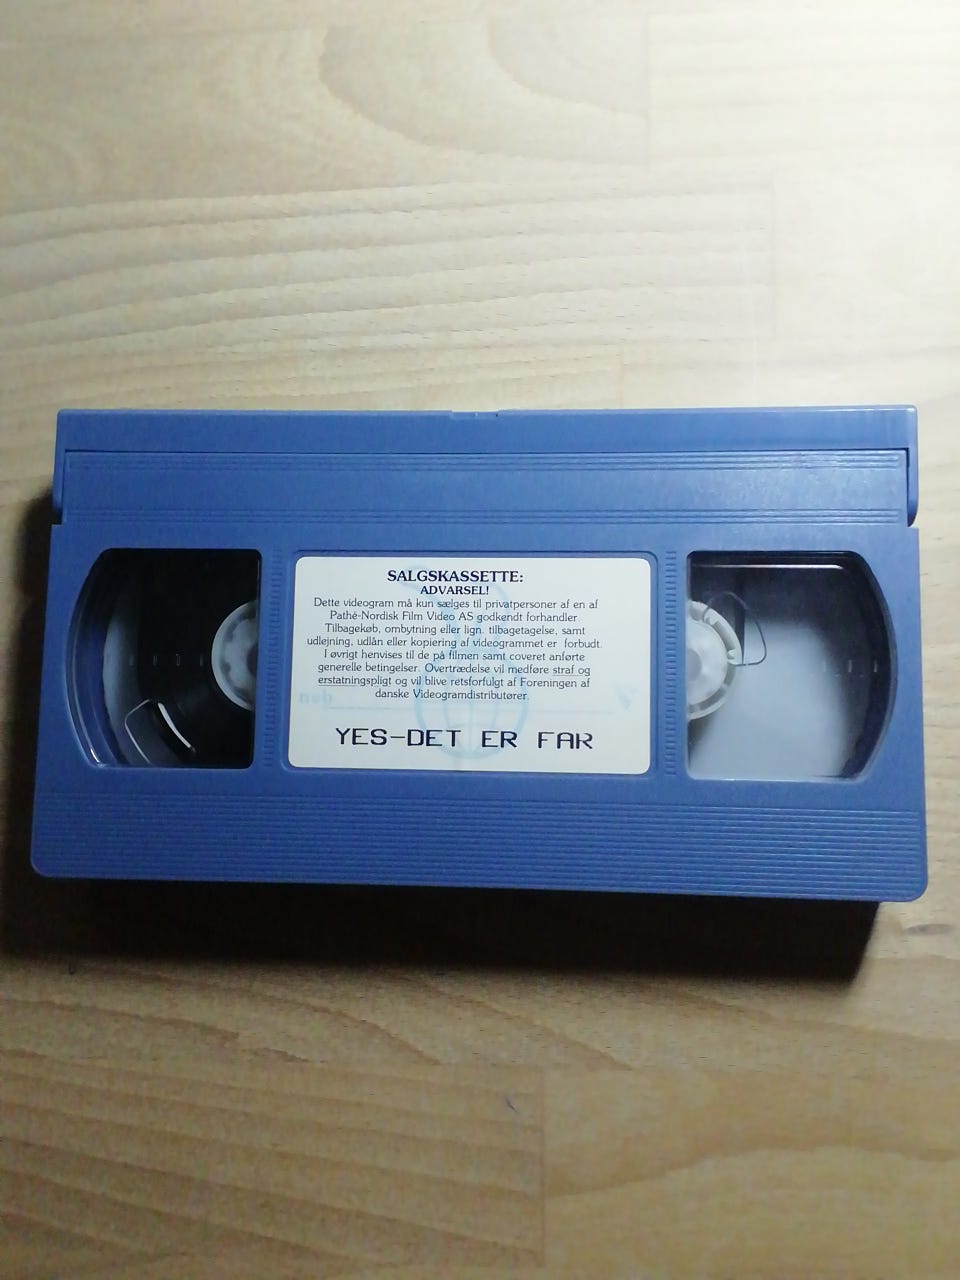 SALGSKASSETTE:
ADVARSEL!
Dette videogram må kun sælges til privatpersoner af en af
Pathé-Nordisk Film Video AS godkendt forhandler.
Tilbagekøb, ombytning eller lign. tilbagetagelse, samt
udlejning, udlån eller kopiering af videogrammet er forbudt.
I øvrigt henvises til de på filmen samt coveret anførte
generelle betingelser. Overtrædelse vil medføre straf og
erstatningspligt og vil blive retsforfulgt af Foreningen af
danske Videogramdistributører.
YES-DET ER FAR